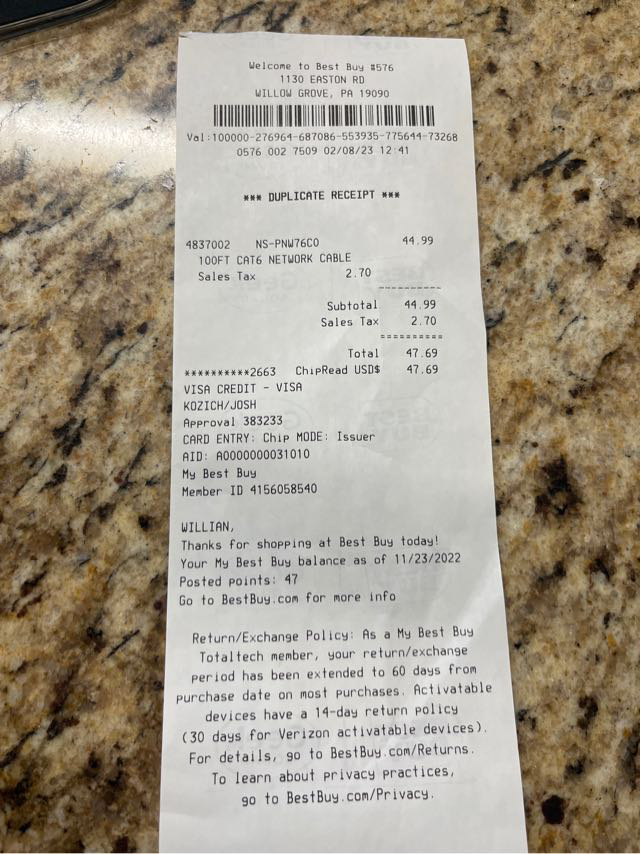 Welcome to Best Buy #576
1130 EASTON RD
WILLOW GROVE, PA 19090
Val:100000-276964-687086-553935-775644-73268
0576 002 7509 02/08/23 12:41
*** DUPLICATE RECEIPT ***
4837002 NS-PNW76C0 44.99
100FT CAT6 NETWORK CABLE
Sales Tax 2.70
----------
Subtotal 44.99
Sales Tax 2.70
==========
Total 47.69
**********2663 ChipRead USD$ 47.69
VISA CREDIT - VISA
KOZICH/JOSH
Approval 383233
CARD ENTRY: Chip MODE: Issuer
AID: A0000000031010
My Best Buy
Member ID 4156058540
WILLIAN,
Thanks for shopping at Best Buy today!
Your My Best Buy balance as of 11/23/2022
Posted points: 47
Go to BestBuy.com for more info
Return/Exchange Policy: As a My Best Buy
Totaltech member, your return/exchange
period has been extended to 60 days from
purchase date on most purchases. Activatable
devices have a 14-day return policy
(30 days for Verizon activatable devices).
For details, go to BestBuy.com/Returns.
To learn about privacy practices,
go to BestBuy.com/Privacy.